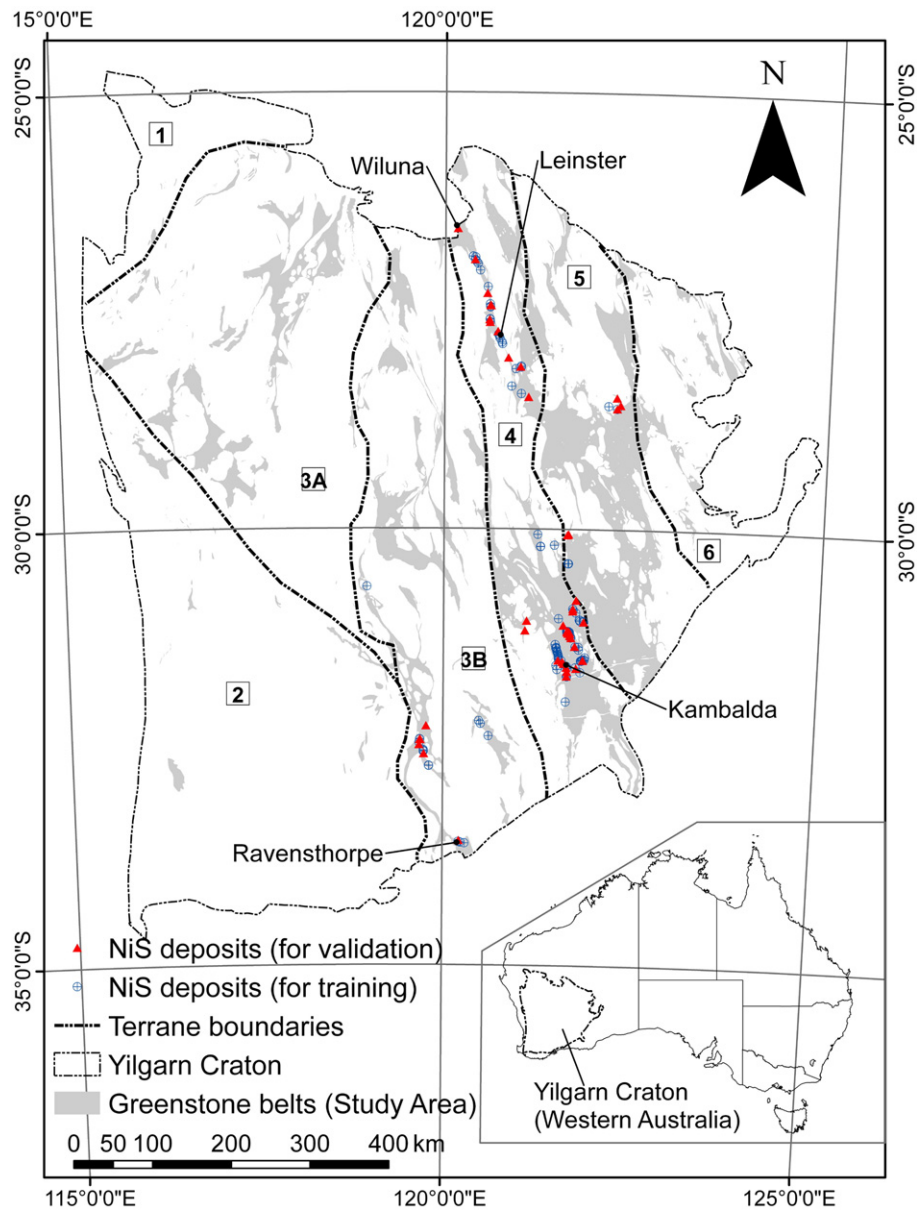 15°0'0"E
120°0'0"E
25°0'0"S
25°0'0"S
N
1
Wiluna
Leinster
5
4
3A
30°0'0"S
30°0'0"S
6
3B
2
Kambalda
Ravensthorpe
NiS deposits (for validation)
NiS deposits (for training)
35°0'0"S
35°0'0"S
Terrane boundaries
Yilgarn Craton
Greenstone belts (Study Area)
Yilgarn Craton
(Western Australia)
0 50 100 200 300 400 km
115°0'0"E
120°0'0"E
125°0'0"E